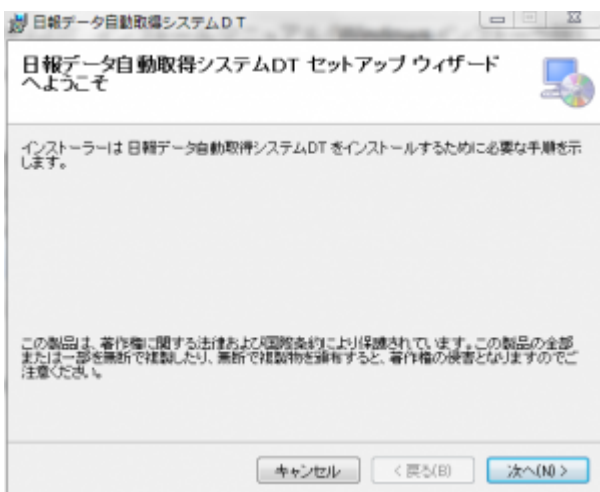 日報データ自動取得システムDT
日報データ自動取得システムDT セットアップ ウィザード
へようこそ
インストーラーは 日報データ自動取得システムDT をインストールするために必要な手順を示
します。
この製品は、著作権に関する法律および国際条約により保護されています。この製品の全部
または一部を無断で複製したり、無断で複製物を頒布すると、著作権の侵害となりますのでご
注意ください。
キャンセル
< 戻る(B)
次へ(N) >